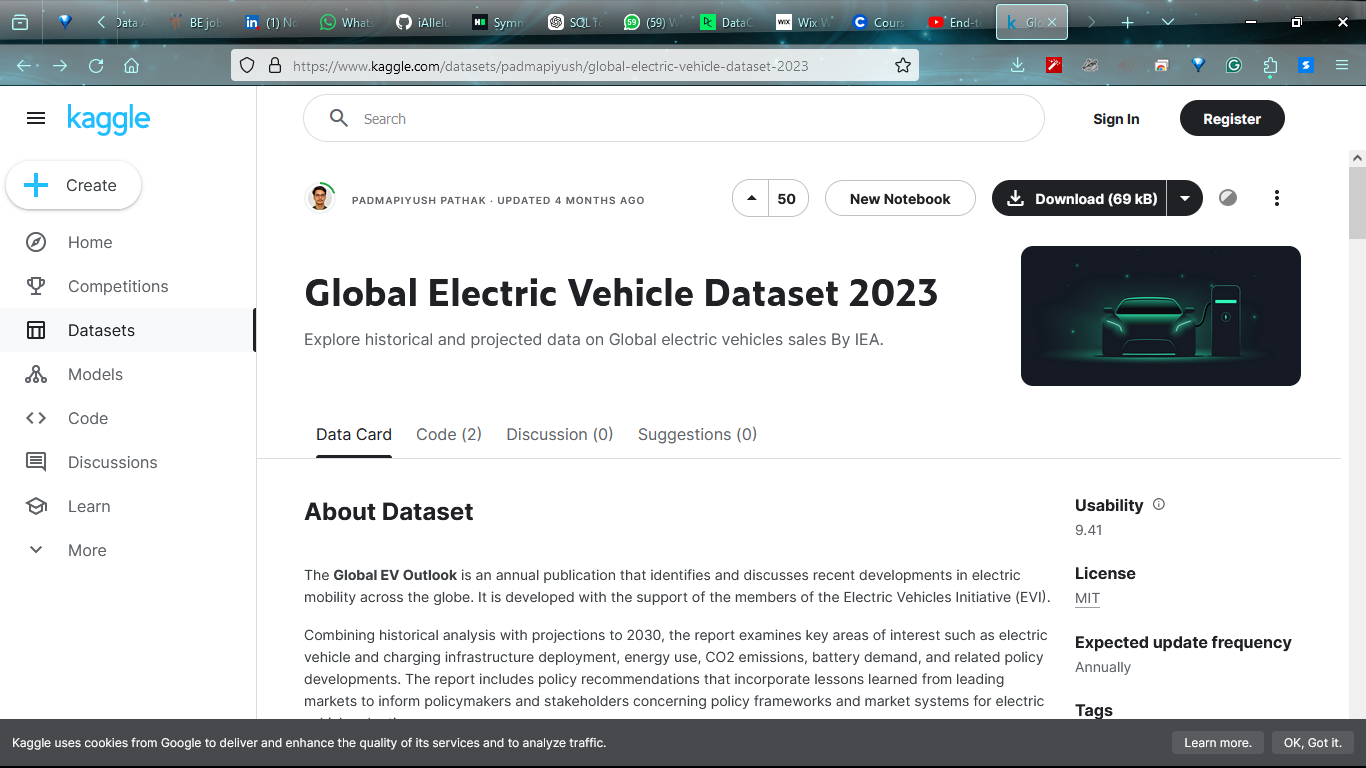 Data A
BE job
(1) No
Whats
iAllelu
Symm
SQL To
(59) W
DataC
Wix W
Cours
End-t
Glo
https://www.kaggle.com/datasets/padmapiyush/global-electric-vehicle-dataset-2023
kaggle
Search
Sign In
Register
Create
PADMAPIYUSH PATHAK · UPDATED 4 MONTHS AGO
50
New Notebook
Download (69 kB)
Home
Competitions
Datasets
Models
Code
Discussions
Learn
More
Global Electric Vehicle Dataset 2023
Explore historical and projected data on Global electric vehicles sales By IEA.
Data Card
Code (2)
Discussion (0)
Suggestions (0)
About Dataset
The Global EV Outlook is an annual publication that identifies and discusses recent developments in electric
mobility across the globe. It is developed with the support of the members of the Electric Vehicles Initiative (EVI).
Combining historical analysis with projections to 2030, the report examines key areas of interest such as electric
vehicle and charging infrastructure deployment, energy use, CO2 emissions, battery demand, and related policy
developments. The report includes policy recommendations that incorporate lessons learned from leading
markets to inform policymakers and stakeholders concerning policy frameworks and market systems for electric
Usability
9.41
License
MIT
Expected update frequency
Annually
Tags
Kaggle uses cookies from Google to deliver and enhance the quality of its services and to analyze traffic.
Learn more.
OK, Got it.